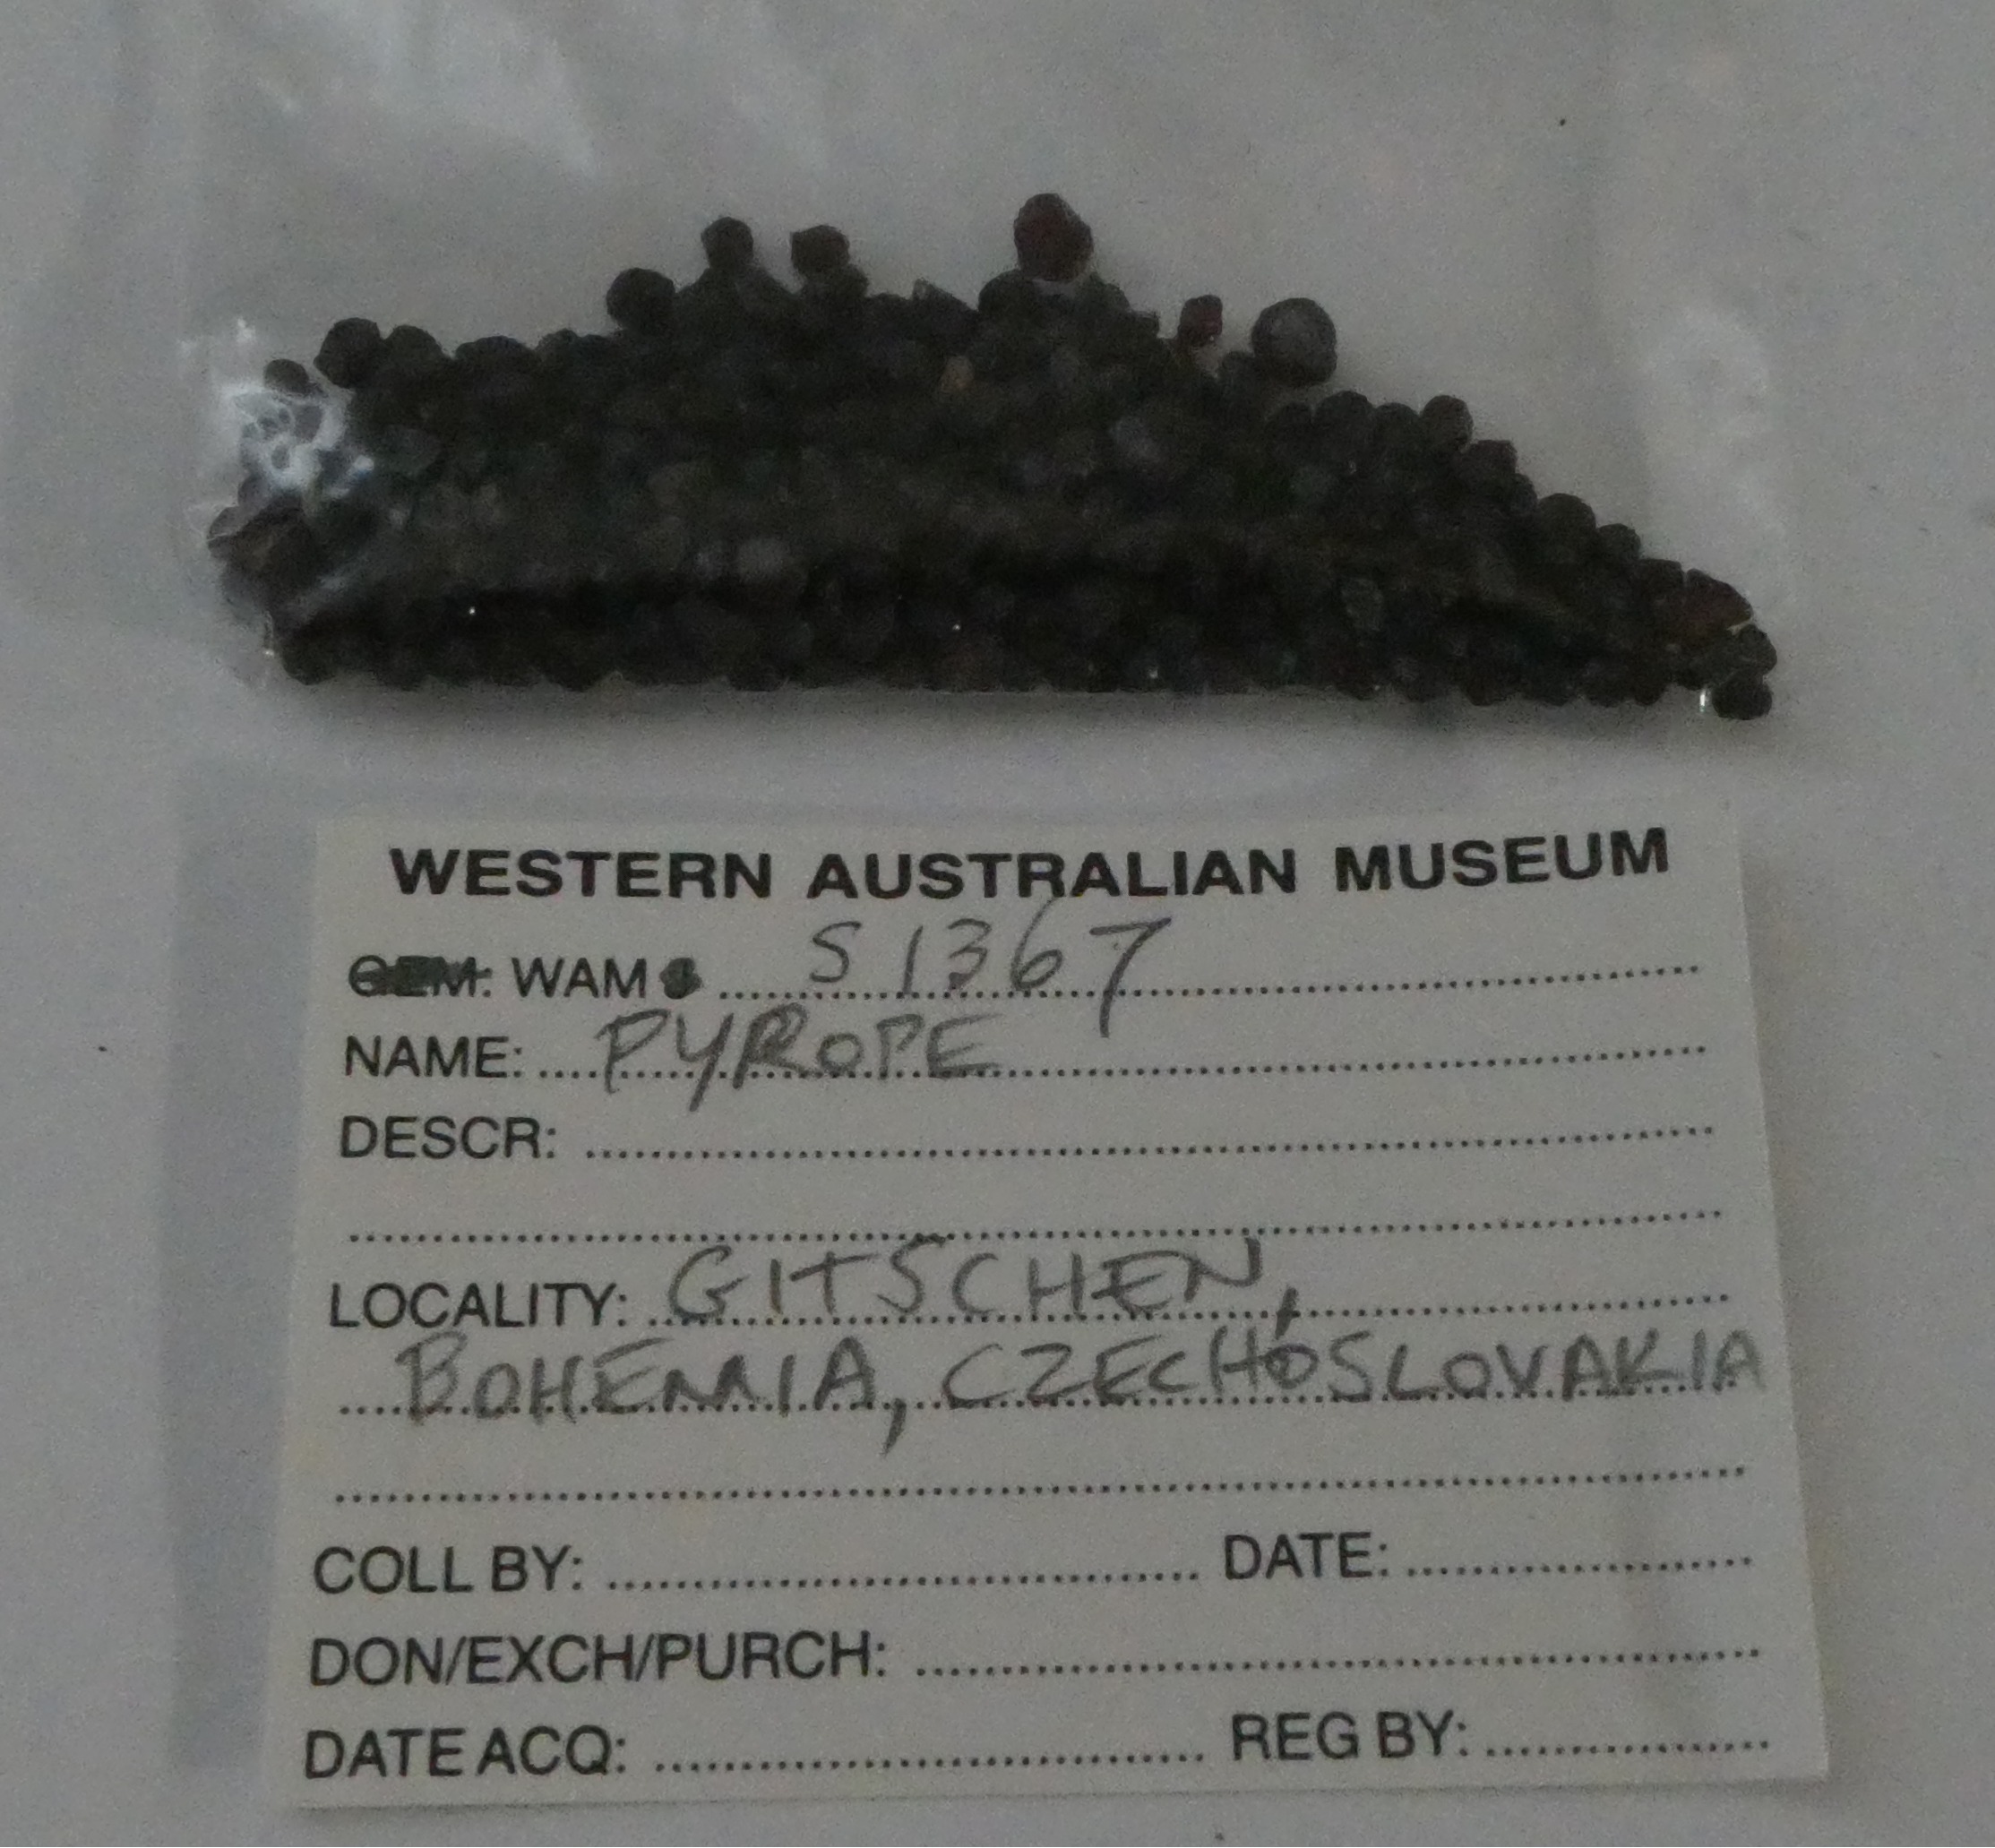 WESTERN AUSTRALIAN MUSEUM
GEM: WAM S 1367
NAME: PYROPE
DESCR:
LOCALITY: GITSCHEN,
BOHEMIA, CZECHOSLOVAKIA
COLL BY: DATE:
DON/EXCH/PURCH:
DATE ACQ: REG BY: